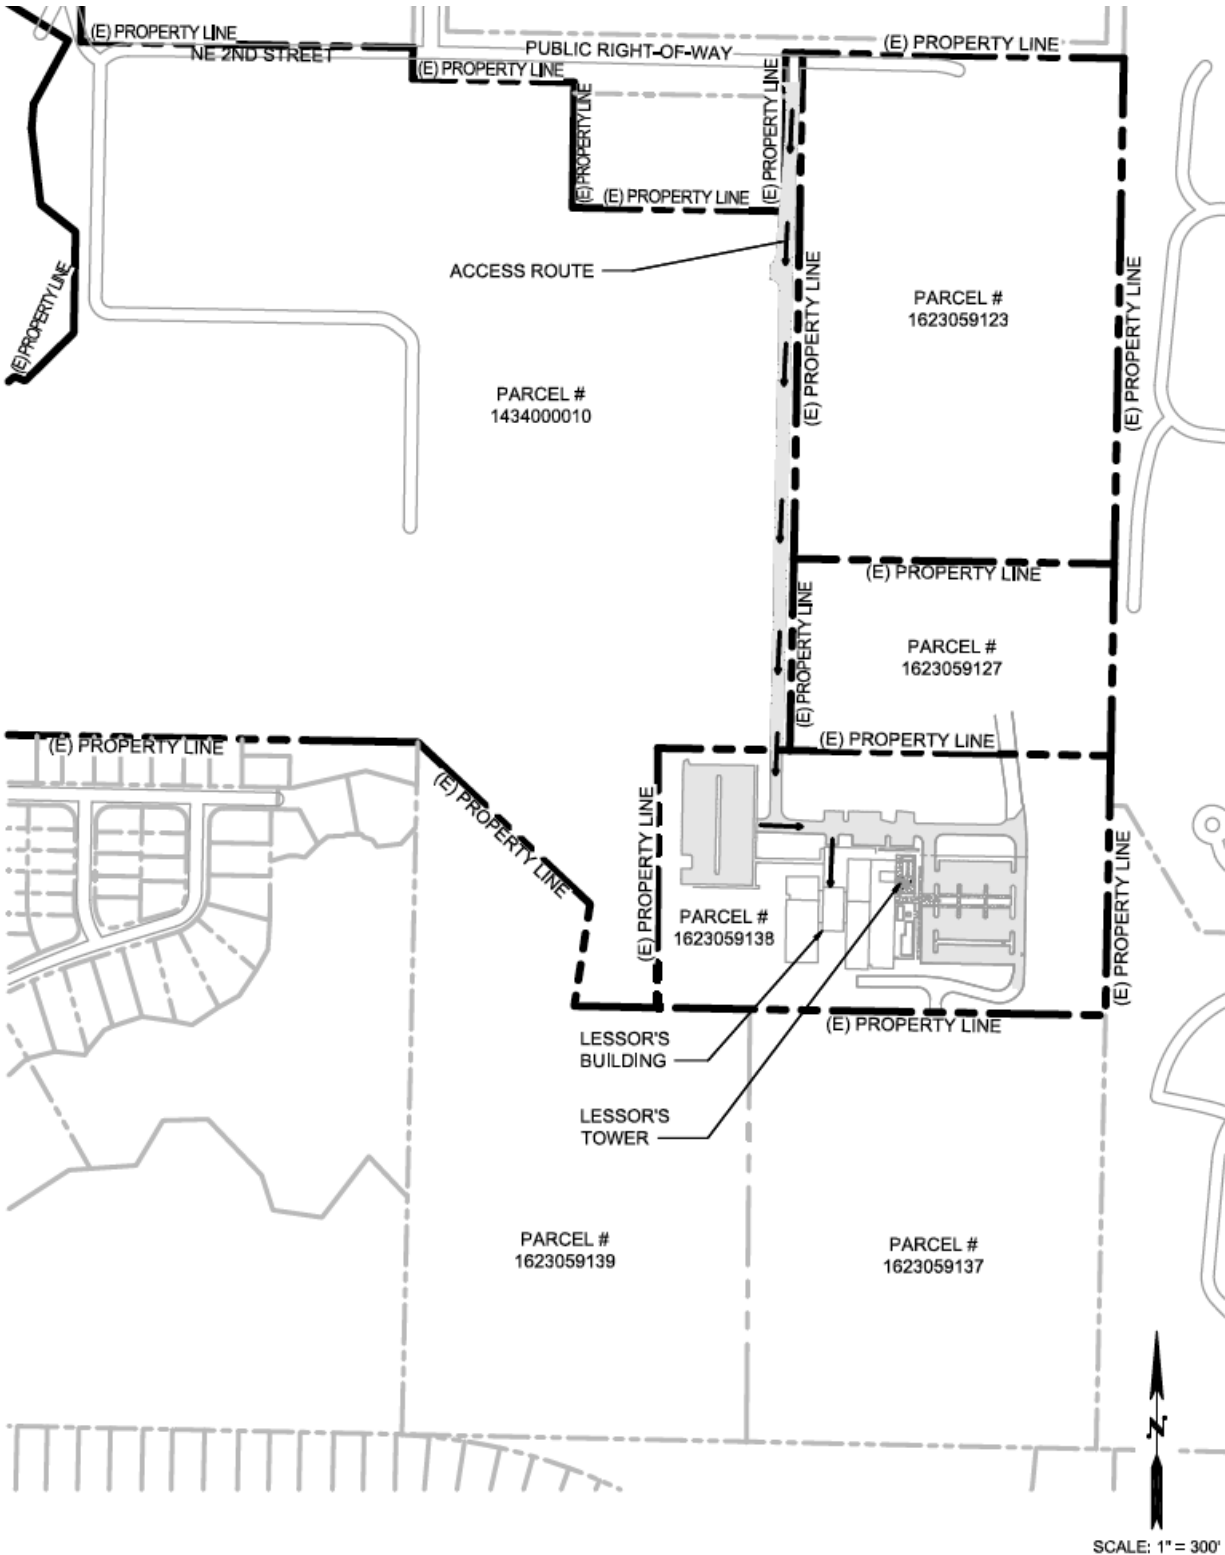 (E) PROPERTY LINE
NE 2ND STREET
PUBLIC RIGHT-OF-WAY
(E) PROPERTY LINE
(E) PROPERTY LINE
(E) PROPERTY LINE
(E) PROPERTY LINE
(E) PROPERTY LINE
ACCESS ROUTE
(E) PROPERTY LINE
(E) PROPERTY LINE
PARCEL #
1623059123
(E) PROPERTY LINE
PARCEL #
1434000010
(E) PROPERTY LINE
(E) PROPERTY LINE
PARCEL #
1623059127
(E) PROPERTY LINE
(E) PROPERTY LINE
(E) PROPERTY LINE
(E) PROPERTY LINE
(E) PROPERTY LINE
PARCEL #
1623059138
(E) PROPERTY LINE
(E) PROPERTY LINE
LESSOR'S
BUILDING
LESSOR'S
TOWER
PARCEL #
1623059139
PARCEL #
1623059137
Z
SCALE: 1" = 300'